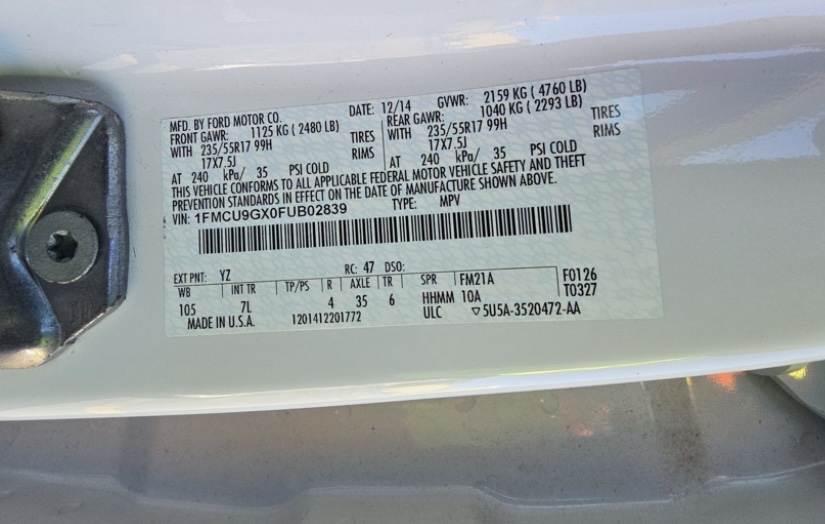 MFD. BY FORD MOTOR CO. DATE: 12/14 GVWR: 2159 KG ( 4760 LB)
FRONT GAWR: 1125 KG ( 2480 LB) REAR GAWR: 1040 KG ( 2293 LB)
WITH 235/55R17 99H TIRES WITH 235/55R17 99H TIRES
17X7.5J RIMS 17X7.5J RIMS
AT 240 kPa/ 35 PSI COLD AT 240 kPa/ 35 PSI COLD
THIS VEHICLE CONFORMS TO ALL APPLICABLE FEDERAL MOTOR VEHICLE SAFETY AND THEFT
PREVENTION STANDARDS IN EFFECT ON THE DATE OF MANUFACTURE SHOWN ABOVE.
VIN: 1FMCU9GX0FUB02839 TYPE: MPV
EXT PNT: YZ RC: 47 DSO: F0126
WB INT TR TP/PS R AXLE TR SPR FM21A T0327
105 7L 4 35 6 HHMM 10A
MADE IN U.S.A. 1201412201772 ULC ▽5U5A-3520472-AA